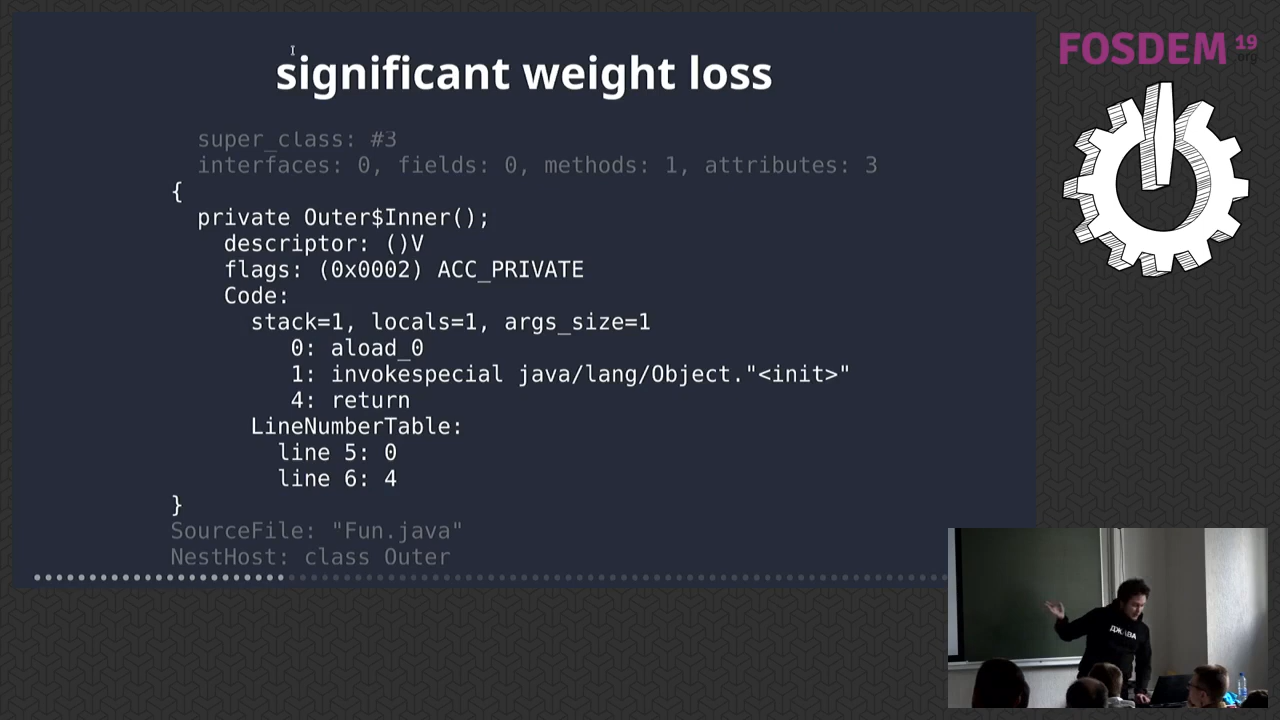 significant weight loss
super_class: #3
interfaces: 0, fields: 0, methods: 1, attributes: 3
{
private Outer$Inner();
descriptor: ()V
flags: (0x0002) ACC_PRIVATE
Code:
stack=1, locals=1, args_size=1
0: aload_0
1: invokespecial java/lang/Object."<init>"
4: return
LineNumberTable:
line 5: 0
line 6: 4
}
SourceFile: "Fun.java"
NestHost: class Outer
FOSDEM 19
.org